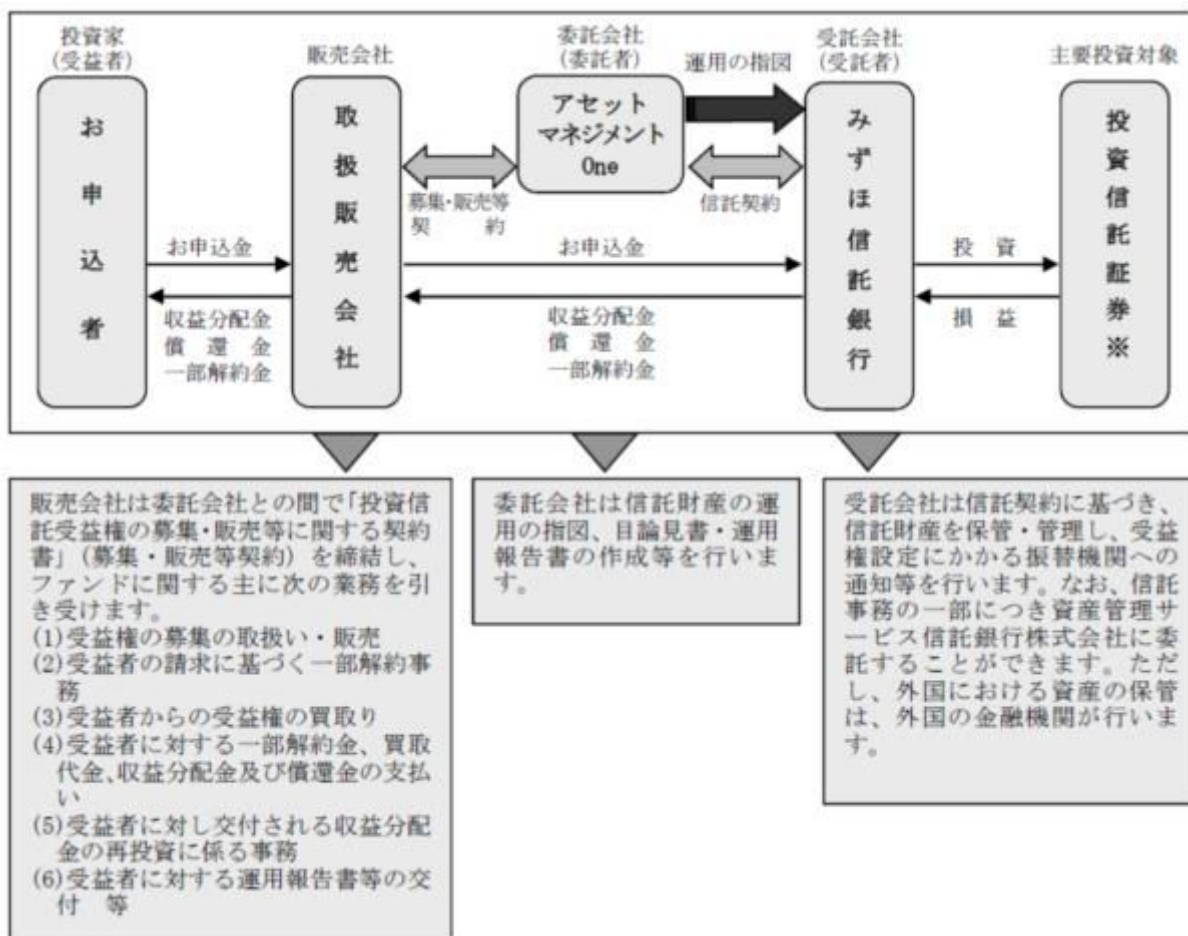 投資家
(受益者)
販売会社
委託会社
(委託者)
運用の指図
受託会社
(受託者)
主要投資対象
お申込者
取扱販売会社
アセット
マネジメント
One
みずほ信託銀行
投資信託証券※
募集・販売等
契　約
信託契約
お申込金
お申込金
投　資
収益分配金
償　還　金
一部解約金
収益分配金
償　還　金
一部解約金
損　益
販売会社は委託会社との間で「投資信
託受益権の募集・販売等に関する契約
書」(募集・販売等契約) を締結し、
ファンドに関する主に次の業務を引
き受けます。
(1)受益権の募集の取扱い・販売
(2)受益者の請求に基づく一部解約事
務
(3)受益者からの受益権の買取り
(4)受益者に対する一部解約金、買取
代金、収益分配金及び償還金の支払
い
(5)受益者に対し交付される収益分配
金の再投資に係る事務
(6)受益者に対する運用報告書等の交
付　等
委託会社は信託財産の運
用の指図、目論見書・運用
報告書の作成等を行いま
す。
受託会社は信託契約に基づき、
信託財産を保管・管理し、受益
権設定にかかる振替機関への
通知等を行います。なお、信託
事務の一部につき資産管理サ
ービス信託銀行株式会社に委
託することができます。ただ
し、外国における資産の保管
は、外国の金融機関が行いま
す。